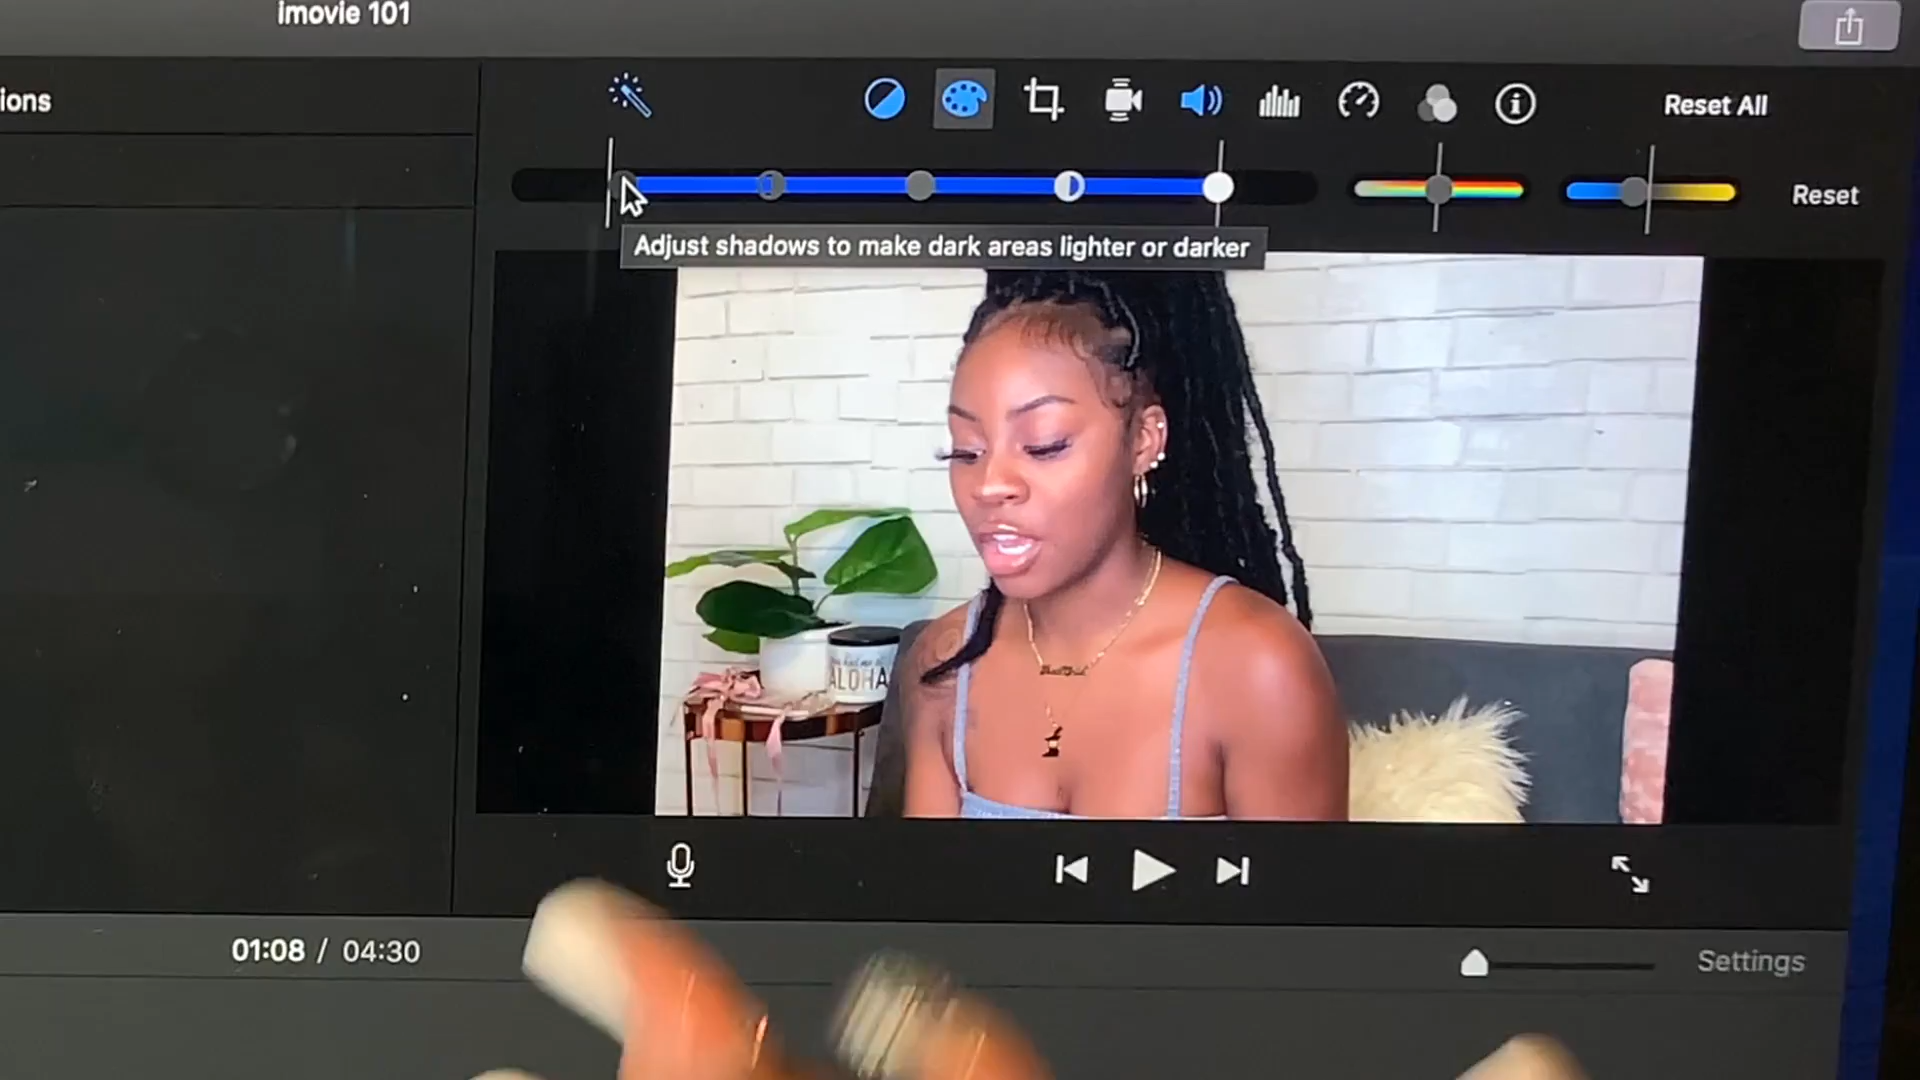 imovie 101
ions
Reset All
Reset
Adjust shadows to make dark areas lighter or darker
ALOHA
01:08 / 04:30
Settings